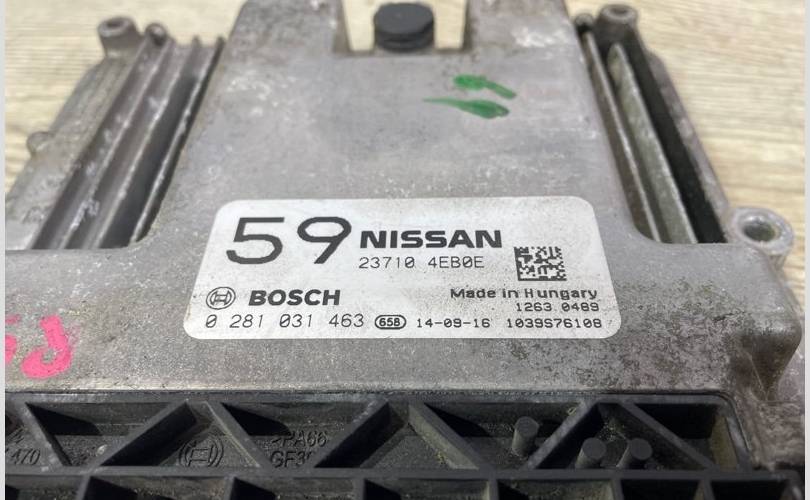 59 NISSAN
23710 4EB0E
BOSCH
Made in Hungary
1263 0489
0 281 031 463 658 14-09-16 1039S76108
>PA66